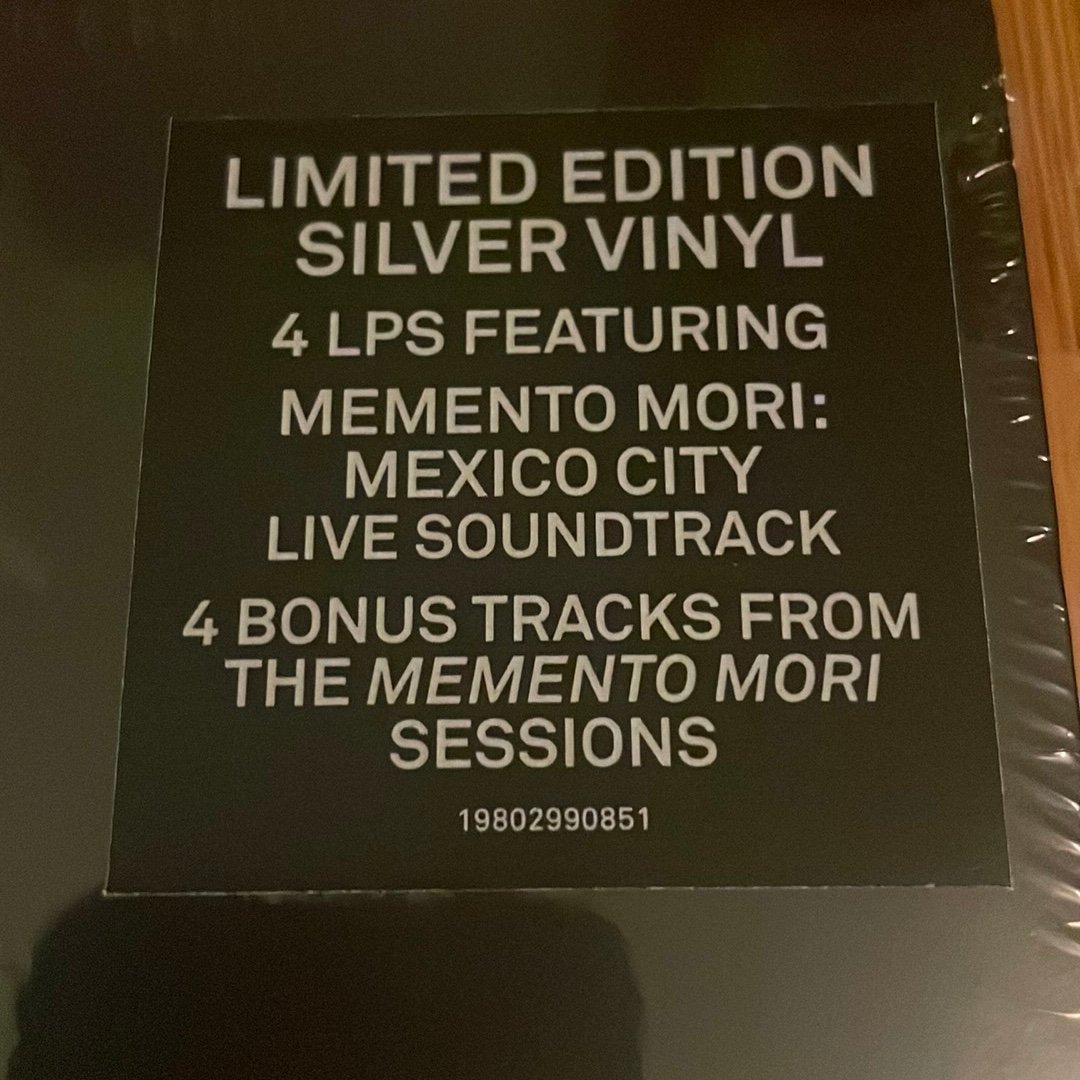 LIMITED EDITION
SILVER VINYL
4 LPS FEATURING
MEMENTO MORI:
MEXICO CITY
LIVE SOUNDTRACK
4 BONUS TRACKS FROM
THE MEMENTO MORI
SESSIONS
19802990851